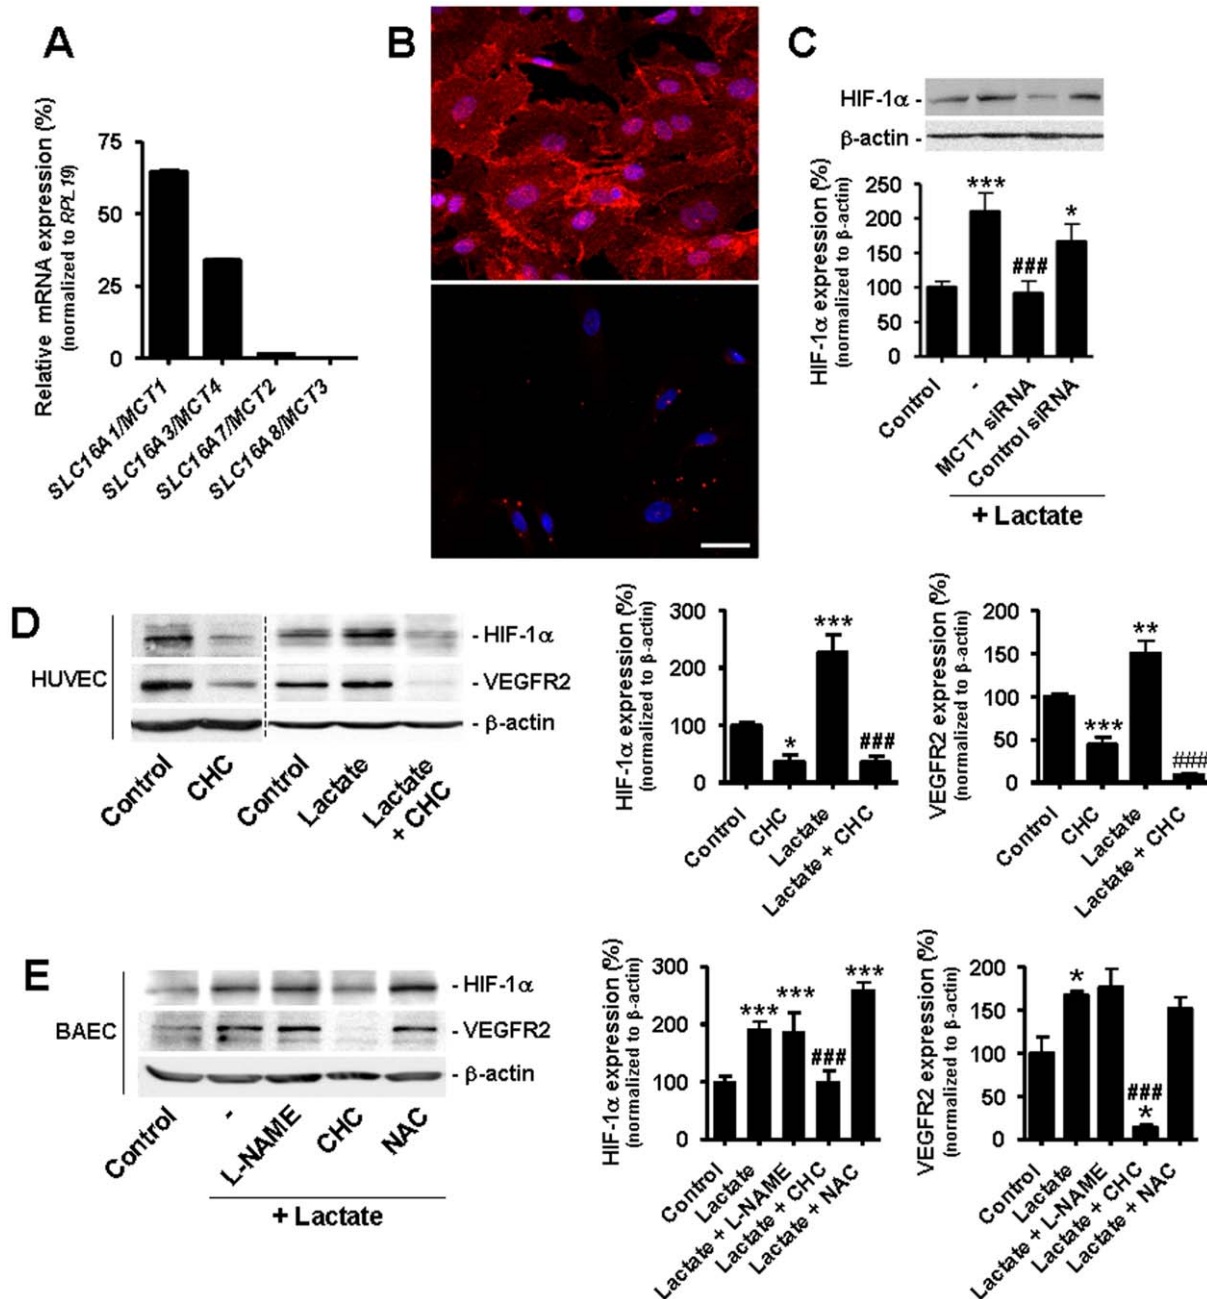 A
Relative mRNA expression (%)
(normalized to RPL19)
75
50
25
0
SLC16A1/MCT1
SLC16A3/MCT4
SLC16A7/MCT2
SLC16A8/MCT3
B
C
HIF-1α -
β-actin -
HIF-1α expression (%)
(normalized to β-actin)
250
200
150
100
50
0
***
###
*
Control
-
MCT1 siRNA
Control siRNA
+ Lactate
D
HUVEC
- HIF-1α
- VEGFR2
- β-actin
Control
CHC
Control
Lactate
Lactate
+ CHC
HIF-1α expression (%)
(normalized to β-actin)
300
200
100
0
*
***
###
Control
CHC
Lactate
Lactate + CHC
VEGFR2 expression (%)
(normalized to β-actin)
200
150
100
50
0
***
**
###
Control
CHC
Lactate
Lactate + CHC
E
BAEC
- HIF-1α
- VEGFR2
- β-actin
Control
-
L-NAME
CHC
NAC
+ Lactate
HIF-1α expression (%)
(normalized to β-actin)
300
200
100
0
***
***
###
***
Control
Lactate
Lactate + L-NAME
Lactate + CHC
Lactate + NAC
VEGFR2 expression (%)
(normalized to β-actin)
200
150
100
50
0
*
###
*
Control
Lactate
Lactate + L-NAME
Lactate + CHC
Lactate + NAC